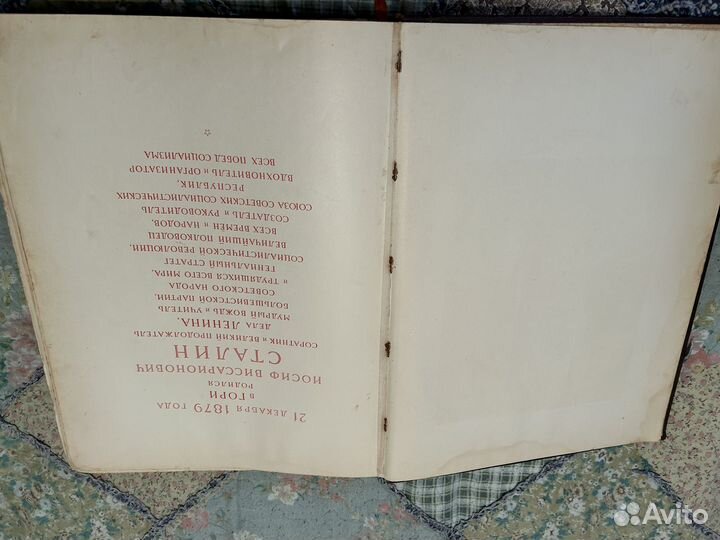 21 ДЕКАБРЯ 1879 ГОДА
в ГОРИ
РОДИЛСЯ
ИОСИФ ВИССАРИОНОВИЧ
СТАЛИН
СОРАТНИК и ВЕЛИКИЙ ПРОДОЛЖАТЕЛЬ
ДЕЛА ЛЕНИНА,
МУДРЫЙ ВОЖДЬ и УЧИТЕЛЬ
БОЛЬШЕВИСТСКОЙ ПАРТИИ,
СОВЕТСКОГО НАРОДА
и ТРУДЯЩИХСЯ ВСЕГО МИРА,
ГЕНИАЛЬНЫЙ СТРАТЕГ
СОЦИАЛИСТИЧЕСКОЙ РЕВОЛЮЦИИ,
ВЕЛИЧАЙШИЙ ПОЛКОВОДЕЦ
ВСЕХ ВРЕМЁН и НАРОДОВ,
СОЗДАТЕЛЬ и РУКОВОДИТЕЛЬ
СОЮЗА СОВЕТСКИХ СОЦИАЛИСТИЧЕСКИХ
РЕСПУБЛИК,
ВДОХНОВИТЕЛЬ и ОРГАНИЗАТОР
ВСЕХ ПОБЕД СОЦИАЛИЗМА
Avito